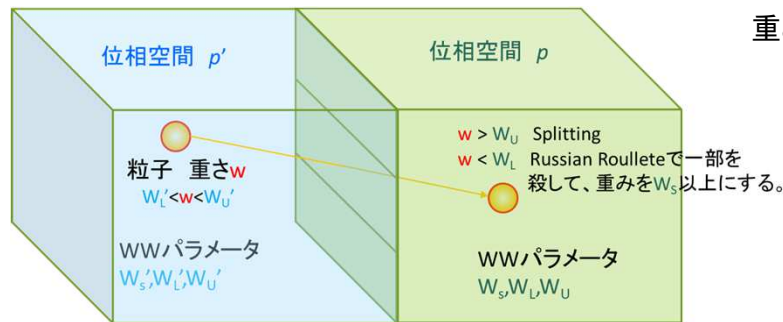 重
位相空間 p'
位相空間 p
w > WU Splitting
w < WL Russian Roulleteで一部を
殺して、重みをWs以上にする。
粒子 重さw
WL'<w<WU'
WWパラメータ
Ws',WL',WU'
WWパラメータ
Ws,WL,WU